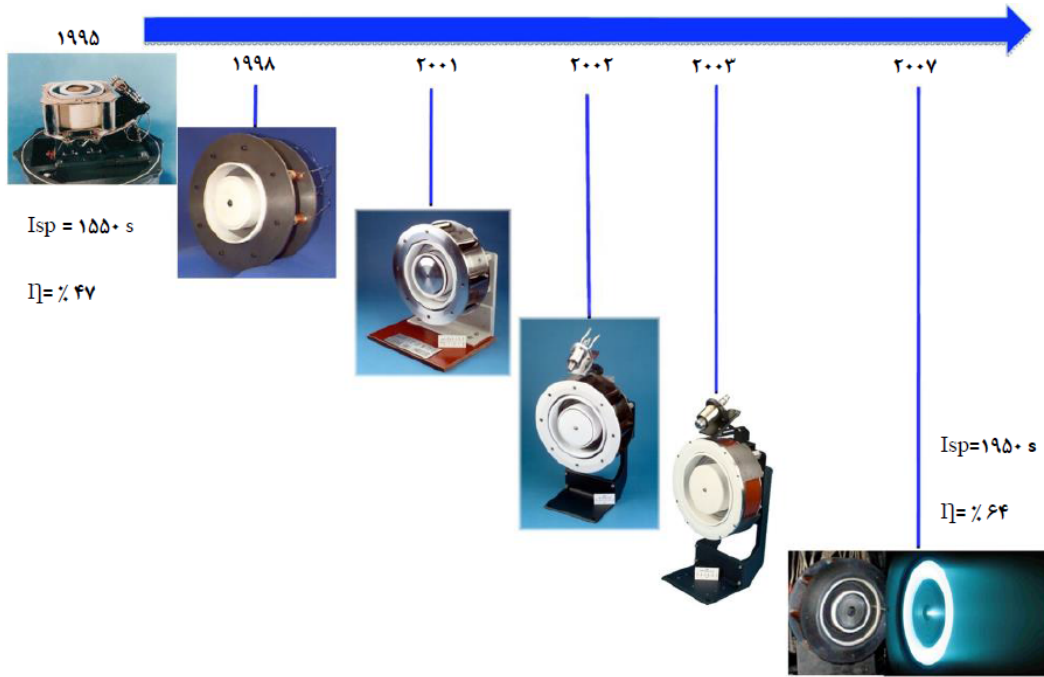 ۱۹۹۵
۱۹۹۸
۲۰۰۱
۲۰۰۲
۲۰۰۳
۲۰۰۷
Isp = ۱۵۵۰ s
η= ٪ ۴۷
Isp=۱۹۵۰ s
η= ٪ ۶۴